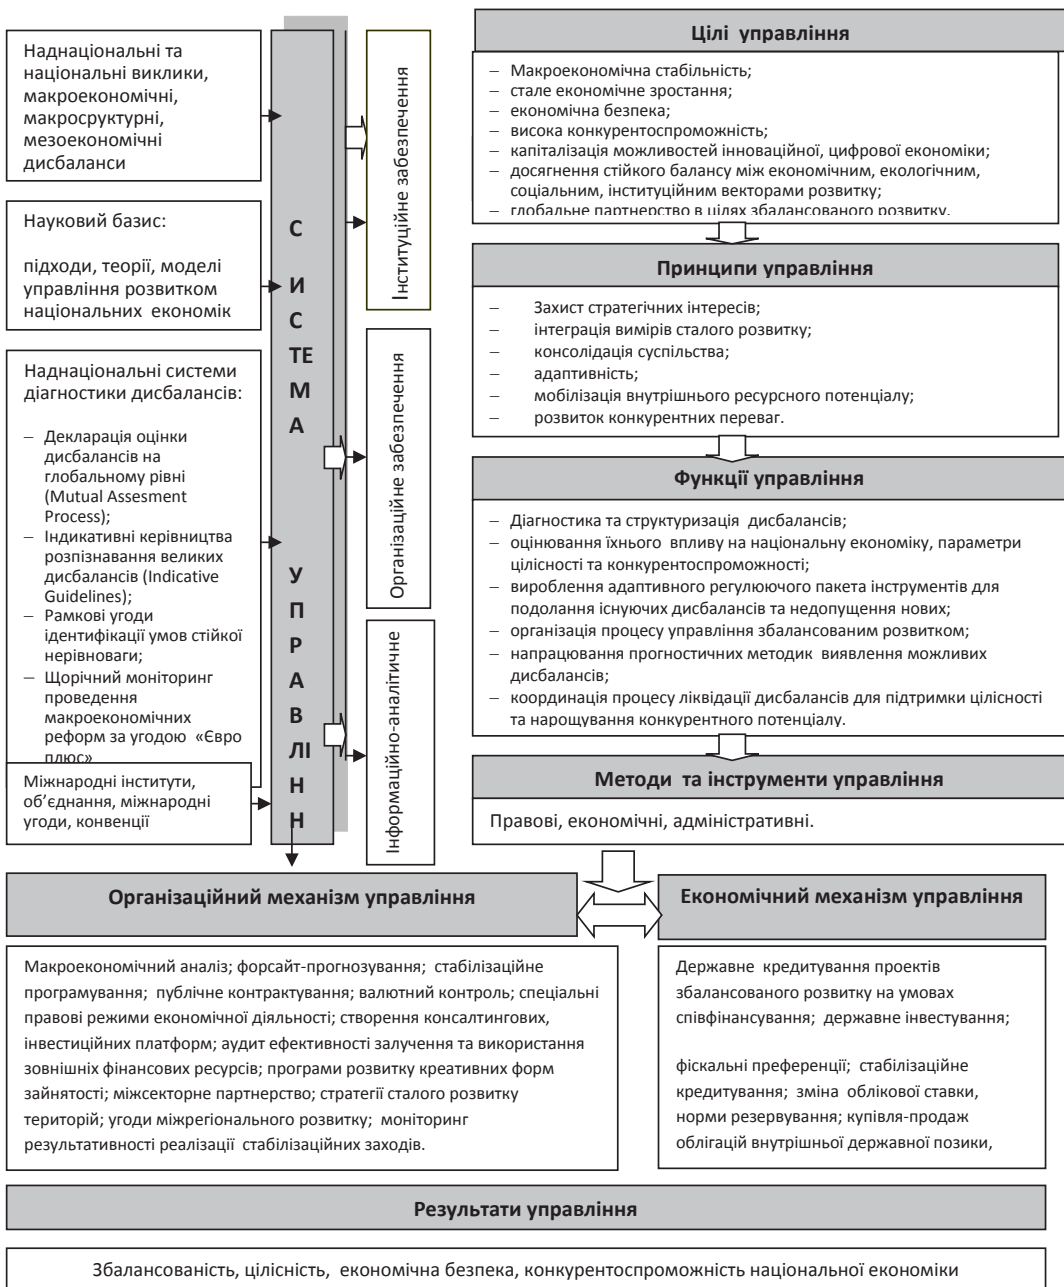 Наднаціональні та
національні виклики,
макроекономічні,
макросруктурні,
мезоекономічні
дисбаланси
Науковий базис:
підходи, теорії, моделі
управління розвитком
національних економік
Наднаціональні системи
діагностики дисбалансів:
– Декларація оцінки
дисбалансів на
глобальному рівні
(Mutual Assesment
Process);
– Індикативні керівництва
розпізнавання великих
дисбалансів (Indicative
Guidelines);
– Рамкові угоди
ідентифікації умов стійкої
нерівноваги;
– Щорічний моніторинг
проведення
макроекономічних
реформ за угодою «Євро
плюс»
Міжнародні інститути,
об’єднання, міжнародні
угоди, конвенції
С
И
С
ТЕ
М
А
У
П
Р
А
В
ЛІ
Н
Н
Інституційне забезпечення
Організаційне забезпечення
Інформаційно-аналітичне
Цілі управління
– Макроекономічна стабільність;
– стале економічне зростання;
– економічна безпека;
– висока конкурентоспроможність;
– капіталізація можливостей інноваційної, цифрової економіки;
– досягнення стійкого балансу між економічним, екологічним,
соціальним, інституційним векторами розвитку;
– глобальне партнерство в цілях збалансованого розвитку.
Принципи управління
– Захист стратегічних інтересів;
– інтеграція вимірів сталого розвитку;
– консолідація суспільства;
– адаптивність;
– мобілізація внутрішнього ресурсного потенціалу;
– розвиток конкурентних переваг.
Функції управління
– Діагностика та структуризація дисбалансів;
– оцінювання їхнього впливу на національну економіку, параметри
цілісності та конкурентоспроможності;
– вироблення адаптивного регулюючого пакета інструментів для
подолання існуючих дисбалансів та недопущення нових;
– організація процесу управління збалансованим розвитком;
– напрацювання прогностичних методик виявлення можливих
дисбалансів;
– координація процесу ліквідації дисбалансів для підтримки цілісності
та нарощування конкурентного потенціалу.
Методи та інструменти управління
Правові, економічні, адміністративні.
Організаційний механізм управління
Макроекономічний аналіз; форсайт-прогнозування; стабілізаційне
програмування; публічне контрактування; валютний контроль; спеціальні
правові режими економічної діяльності; створення консалтингових,
інвестиційних платформ; аудит ефективності залучення та використання
зовнішніх фінансових ресурсів; програми розвитку креативних форм
зайнятості; міжсекторне партнерство; стратегії сталого розвитку
територій; угоди міжрегіонального розвитку; моніторинг
результативності реалізації стабілізаційних заходів.
Економічний механізм управління
Державне кредитування проектів
збалансованого розвитку на умовах
співфінансування; державне інвестування;
фіскальні преференції; стабілізаційне
кредитування; зміна облікової ставки,
норми резервування; купівля-продаж
облігацій внутрішньої державної позики,
Результати управління
Збалансованість, цілісність, економічна безпека, конкурентоспроможність національної економіки